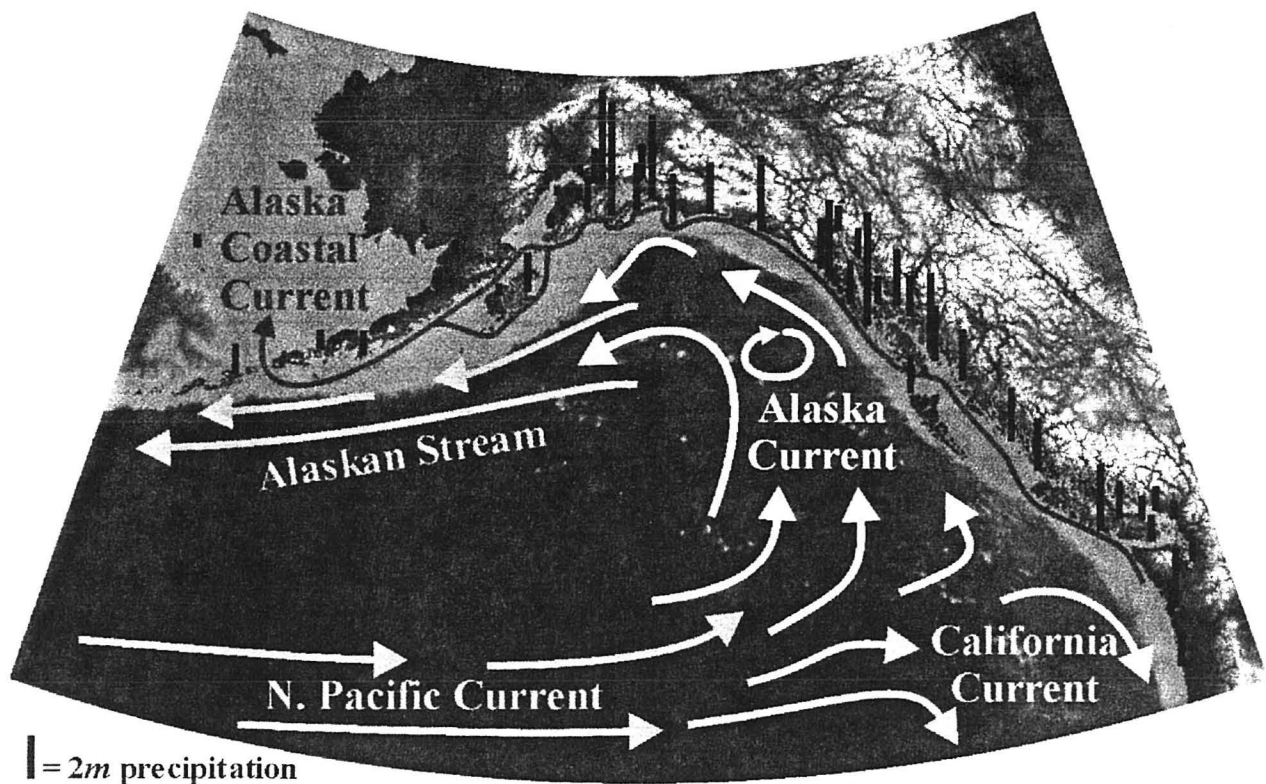 Alaska
Coastal
Current
Alaska
Current
Alaskan Stream
California
Current
N. Pacific Current
= 2m precipitation